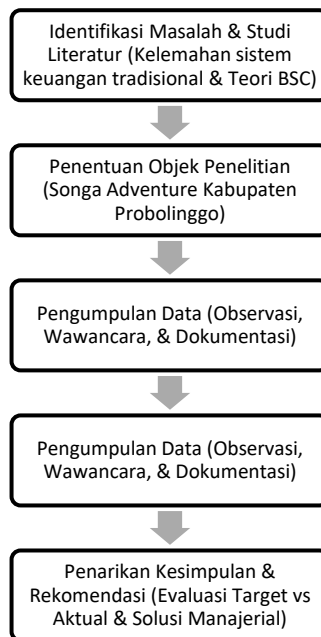 Identifikasi Masalah & Studi
Literatur (Kelemahan sistem
keuangan tradisional & Teori BSC)
Penentuan Objek Penelitian
(Songa Adventure Kabupaten
Probolinggo)
Pengumpulan Data (Observasi,
Wawancara, & Dokumentasi)
Pengumpulan Data (Observasi,
Wawancara, & Dokumentasi)
Penarikan Kesimpulan &
Rekomendasi (Evaluasi Target vs
Aktual & Solusi Manajerial)